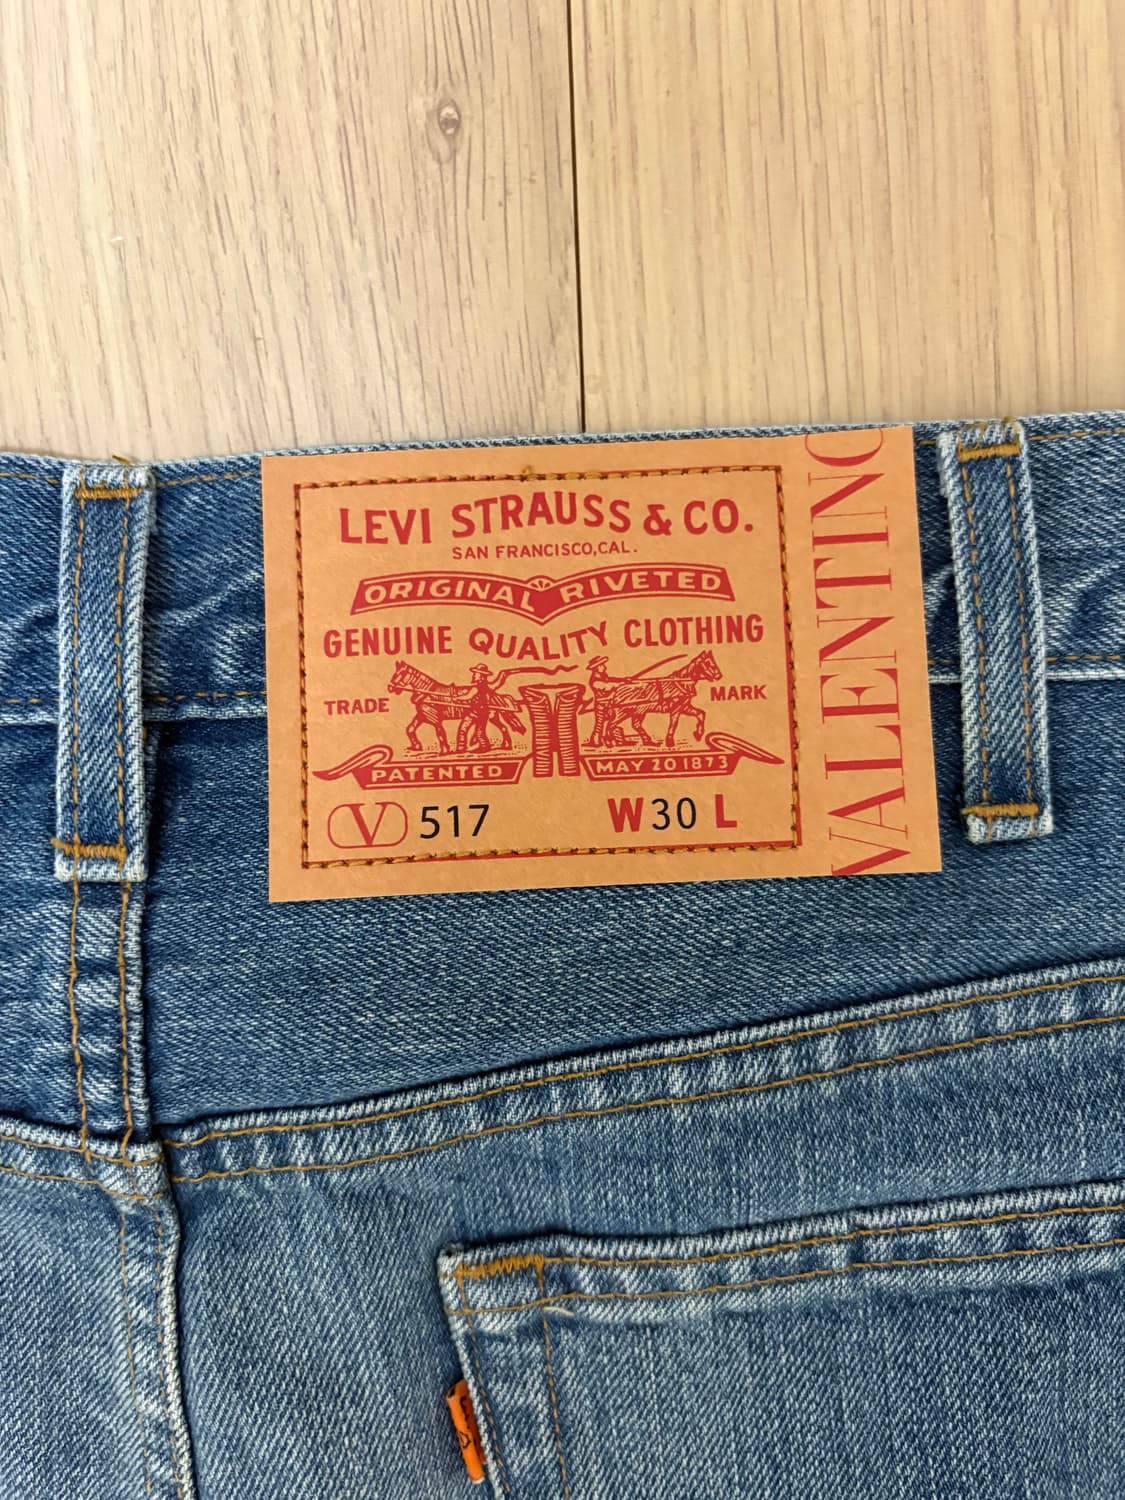 LEVI STRAUSS & CO.
SAN FRANCISCO, CAL.
ORIGINAL RIVETED
GENUINE QUALITY CLOTHING
TRADE MARK
PATENTED MAY 20 1873
V 517 W 30 L
VALENTINO